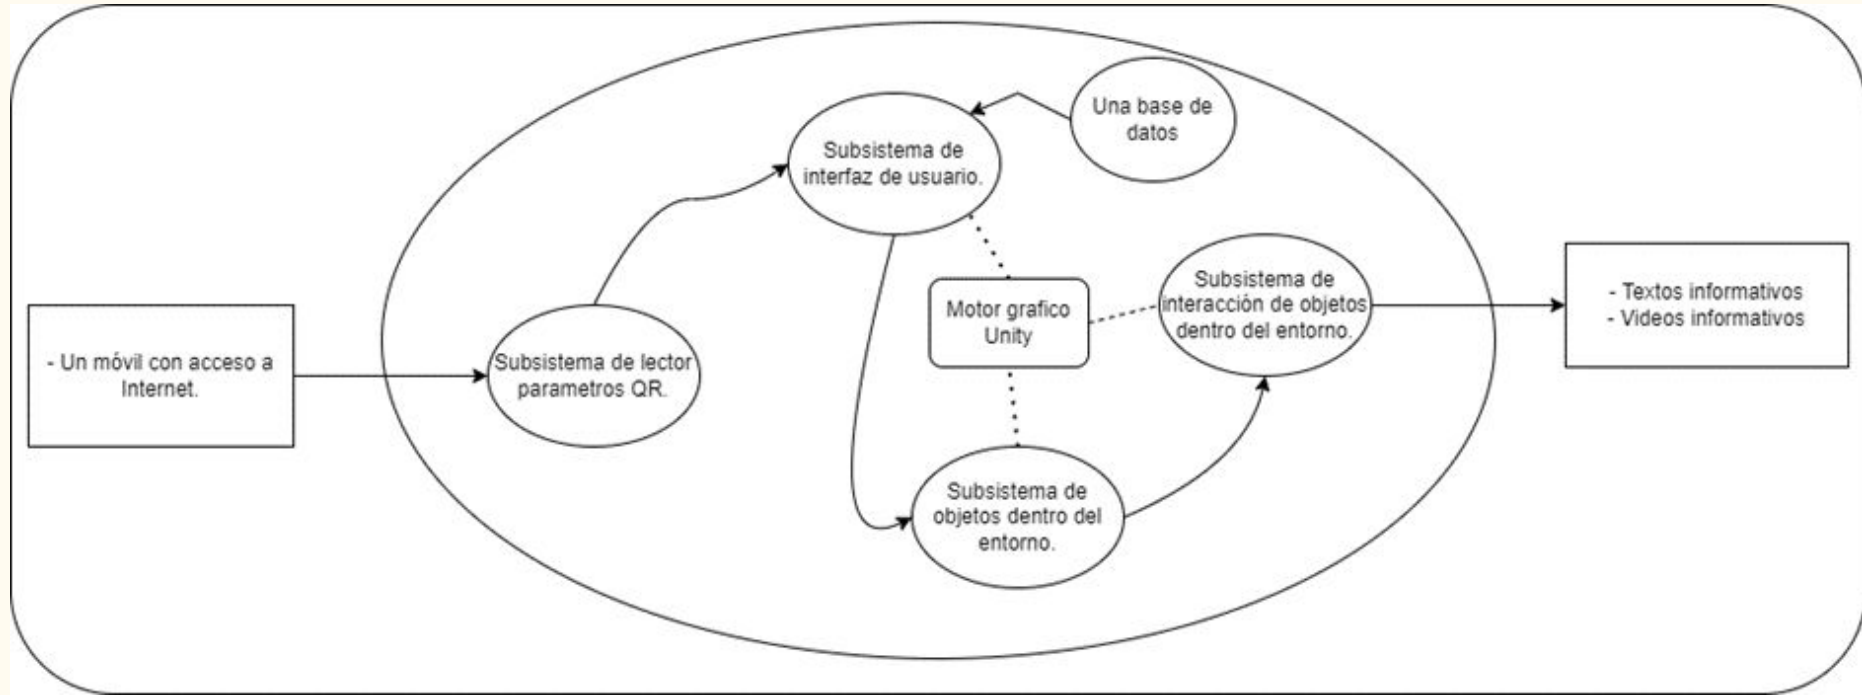 - Un móvil con acceso a
Internet.
Subsistema de lector
parametros QR.
Subsistema de
interfaz de usuario.
Una base de
datos
Motor grafico
Unity
Subsistema de
objetos dentro del
entorno.
Subsistema de
interacción de objetos
dentro del entorno.
- Textos informativos
- Videos informativos